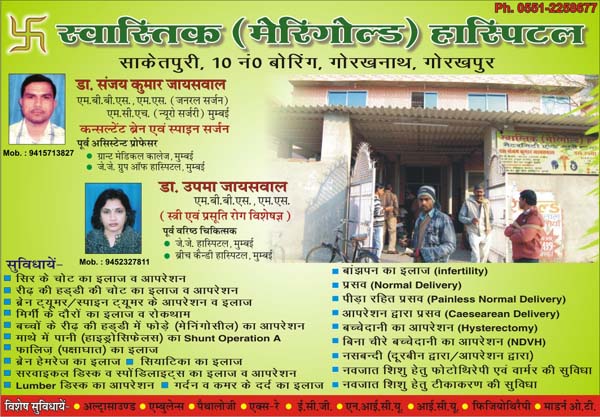 Ph. 0551-2258677
स्वास्तिक (मेरिंगोल्ड) हास्पिटल
साकेतपुरी, 10 नं0 बोरिंग, गोरखनाथ, गोरखपुर
डा. संजय कुमार जायसवाल
एम.बी.बी.एस., एम.एस. (जनरल सर्जन)
एम.सी.एच. (न्यूरो सर्जरी) मुम्बई
कन्सल्टेंट ब्रेन एवं स्पाइन सर्जन
पूर्व असिस्टेन्ट प्रोफेसर
ग्रान्ट मेडिकल कालेज, मुम्बई
जे.जे. ग्रुप ऑफ हास्पिटल, मुम्बई
Mob. : 9415713827
डा. उपमा जायसवाल
एम.बी.बी.एस., एम.एस.
(स्त्री एवं प्रसूति रोग विशेषज्ञ)
पूर्व वरिष्ठ चिकित्सक
जे.जे. हास्पिटल, मुम्बई
ब्रीच कैन्डी हास्पिटल, मुम्बई
Mob. : 9452327811
सुविधायें-
सिर के चोट का इलाज व आपरेशन
रीढ़ की हड्डी की चोट का इलाज व आपरेशन
ब्रेन ट्यूमर/स्पाइन ट्यूमर के आपरेशन व इलाज
मिर्गी के दौरों का इलाज व रोकथाम
बच्चों के रीढ़ की हड्डी में फोड़े (मेनिंगोसील) का आपरेशन
माथे में पानी (हाइड्रोसिफेलस) का Shunt Operation A
फालिज (पक्षाघात) का इलाज
ब्रेन हेमरेज का इलाज
सियाटिका का इलाज
सरवाइकल डिस्क व स्पोंडिलाइटिस का इलाज व आपरेशन
Lumber डिस्क का आपरेशन
गर्दन व कमर के दर्द का इलाज
बांझपन का इलाज (infertility)
प्रसव (Normal Delivery)
पीड़ा रहित प्रसव (Painless Normal Delivery)
आपरेशन द्वारा प्रसव (Caesearean Delivery)
बच्चेदानी का आपरेशन (Hysterectomy)
बिना चीरे बच्चेदानी का आपरेशन (NDVH)
नसबन्दी (दूरबीन द्वारा/आपरेशन द्वारा)
नवजात शिशु हेतु फोटोथिरेपी एवं वार्मर की सुविधा
नवजात शिशु हेतु टीकाकरण की सुविधा
विशेष सुविधायें- अल्ट्रासाउण्ड • एम्बुलेन्स • पैथालोजी • एक्स-रे • ई.सी.जी. • एन.आई.सी.यू. • आई.सी.यू. • फिजियोथिरेपी • माडर्न ओ.टी.